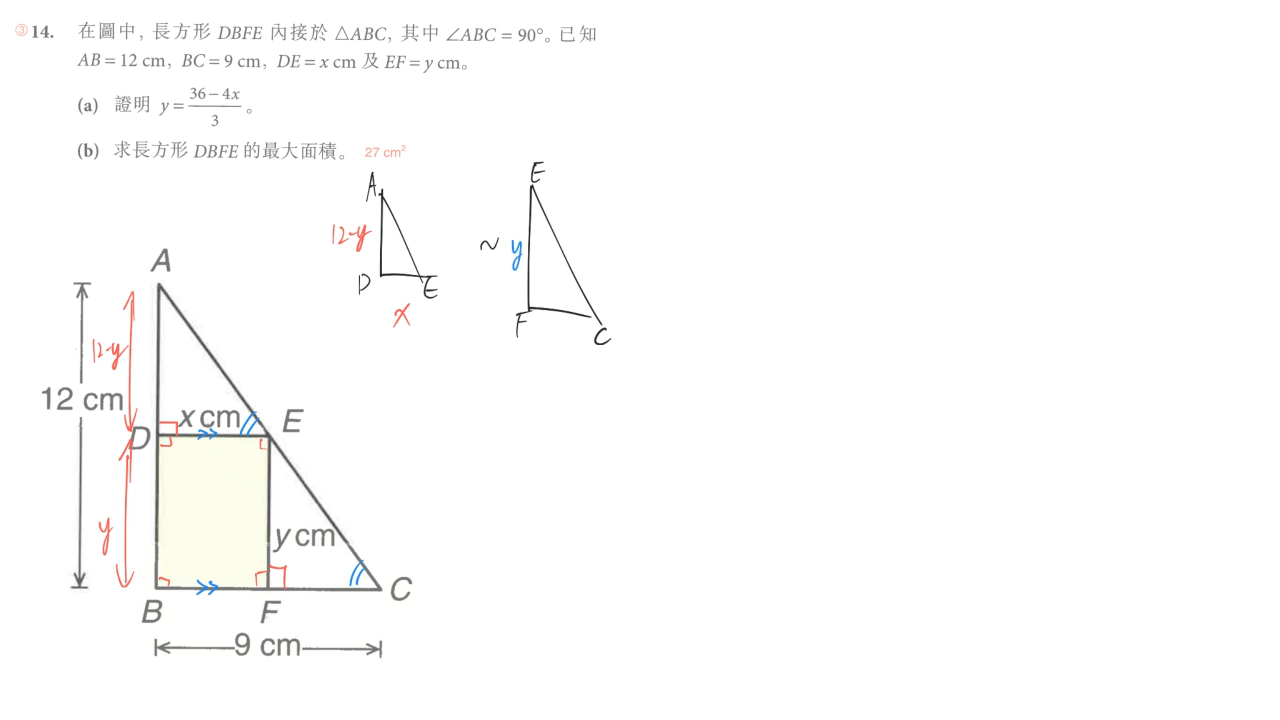 ③14. 在圖中, 長方形 DBFE 內接於 △ABC, 其中 ∠ABC = 90°。已知
AB = 12 cm, BC = 9 cm, DE = x cm 及 EF = y cm。
(a) 證明 y = \frac{36 − 4x}{3} 。
(b) 求長方形 DBFE 的最大面積。 27 cm²
A
12-y
D
E
x
~
E
y
F
C
A
12-y
12 cm
x cm
E
D
y
y cm
B
F
C
9 cm